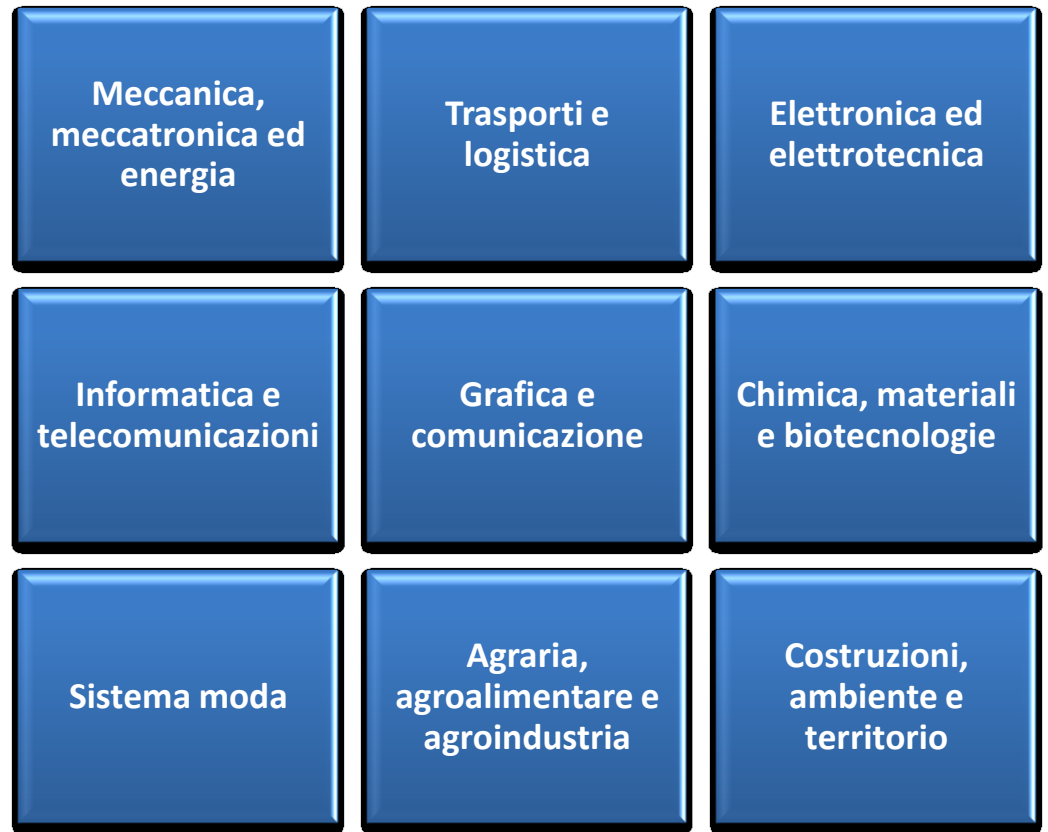 Meccanica,
meccatronica ed
energia
Trasporti e
logistica
Elettronica ed
elettrotecnica
Informatica e
telecomunicazioni
Grafica e
comunicazione
Chimica, materiali
e biotecnologie
Sistema moda
Agraria,
agroalimentare e
agroindustria
Costruzioni,
ambiente e
territorio